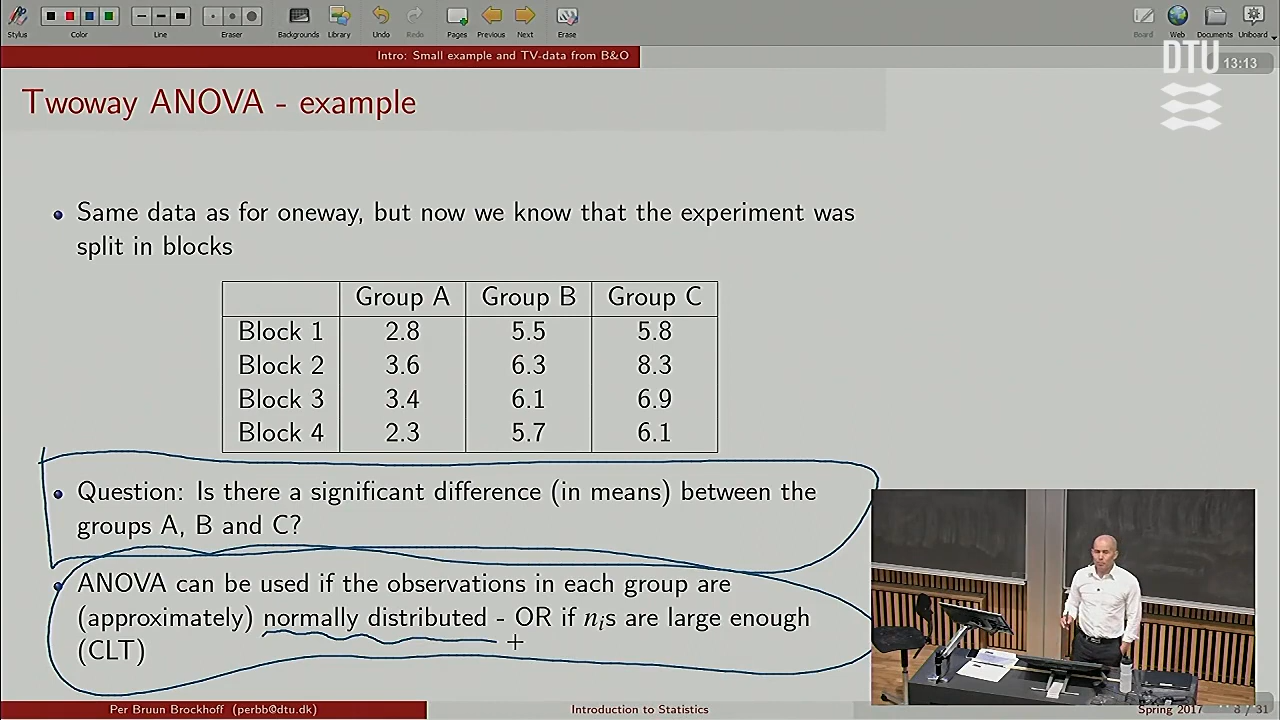 Stylus Color Line Eraser Backgrounds Library Undo Redo Pages Previous Next Erase Board Web Documents Uniboard
Intro: Small example and TV-data from B&O
DTU
13:13
Twoway ANOVA - example
Same data as for oneway, but now we know that the experiment was
split in blocks
Group A Group B Group C
Block 1 2.8 5.5 5.8
Block 2 3.6 6.3 8.3
Block 3 3.4 6.1 6.9
Block 4 2.3 5.7 6.1
Question: Is there a significant difference (in means) between the
groups A, B and C?
ANOVA can be used if the observations in each group are
(approximately) normally distributed - OR if nᵢs are large enough
(CLT)
+
Per Bruun Brockhoff (perbb@dtu.dk) Introduction to Statistics Spring 2017 8 / 31